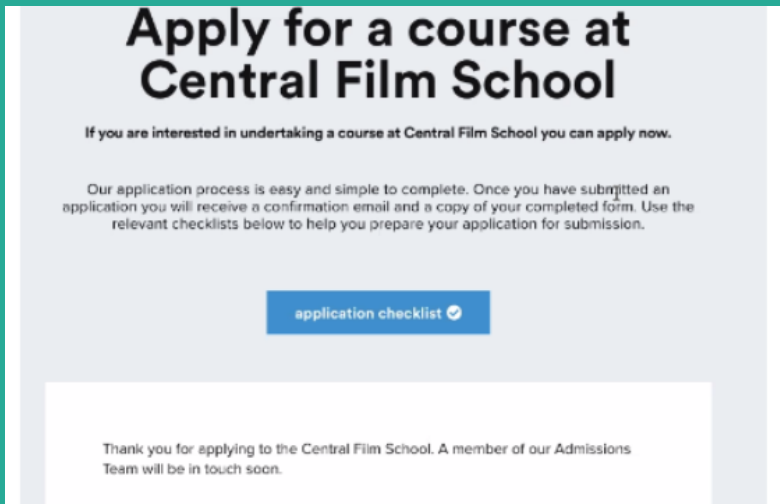 Apply for a course at
Central Film School
If you are interested in undertaking a course at Central Film School you can apply now.
Our application process is easy and simple to complete. Once you have submitted an
application you will receive a confirmation email and a copy of your completed form. Use the
relevant checklists below to help you prepare your application for submission.
application checklist
Thank you for applying to the Central Film School. A member of our Admissions
Team will be in touch soon.